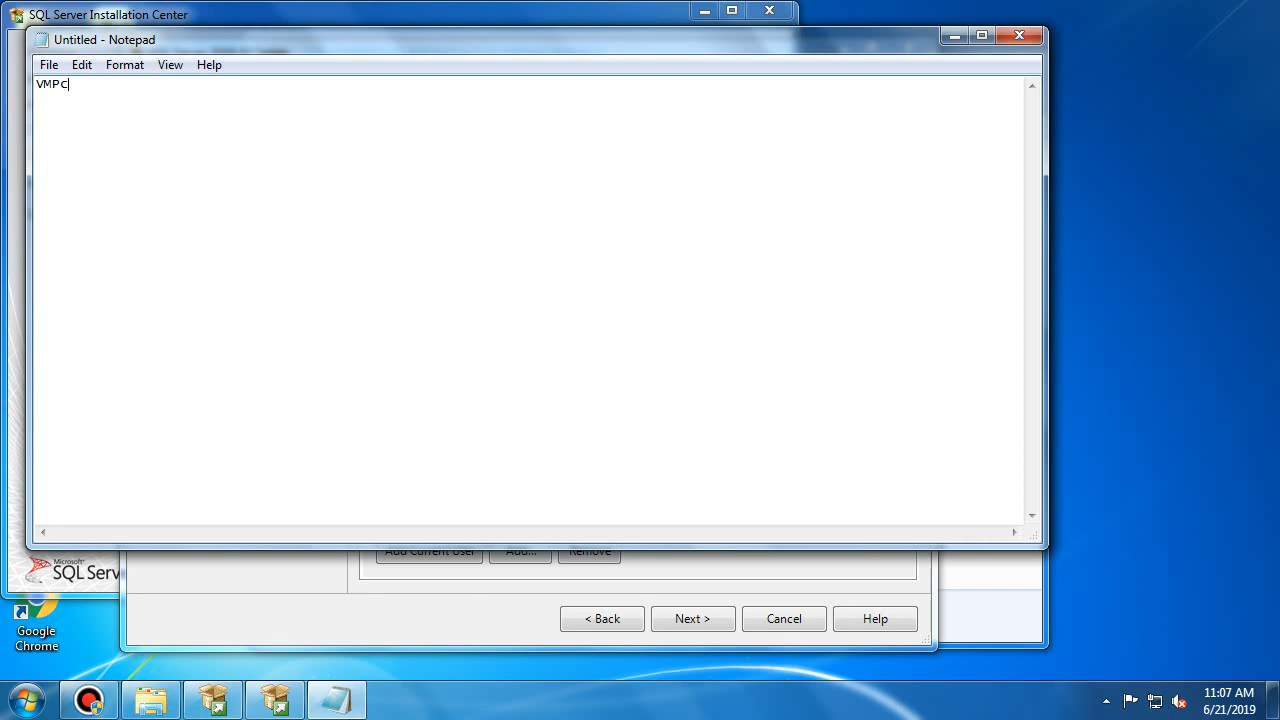 SQL Server Installation Center
Untitled - Notepad
File Edit Format View Help
VMPC
Add Current User Add... Remove
Microsoft
SQL Serv
< Back Next > Cancel Help
Google
Chrome
11:07 AM
6/21/2019